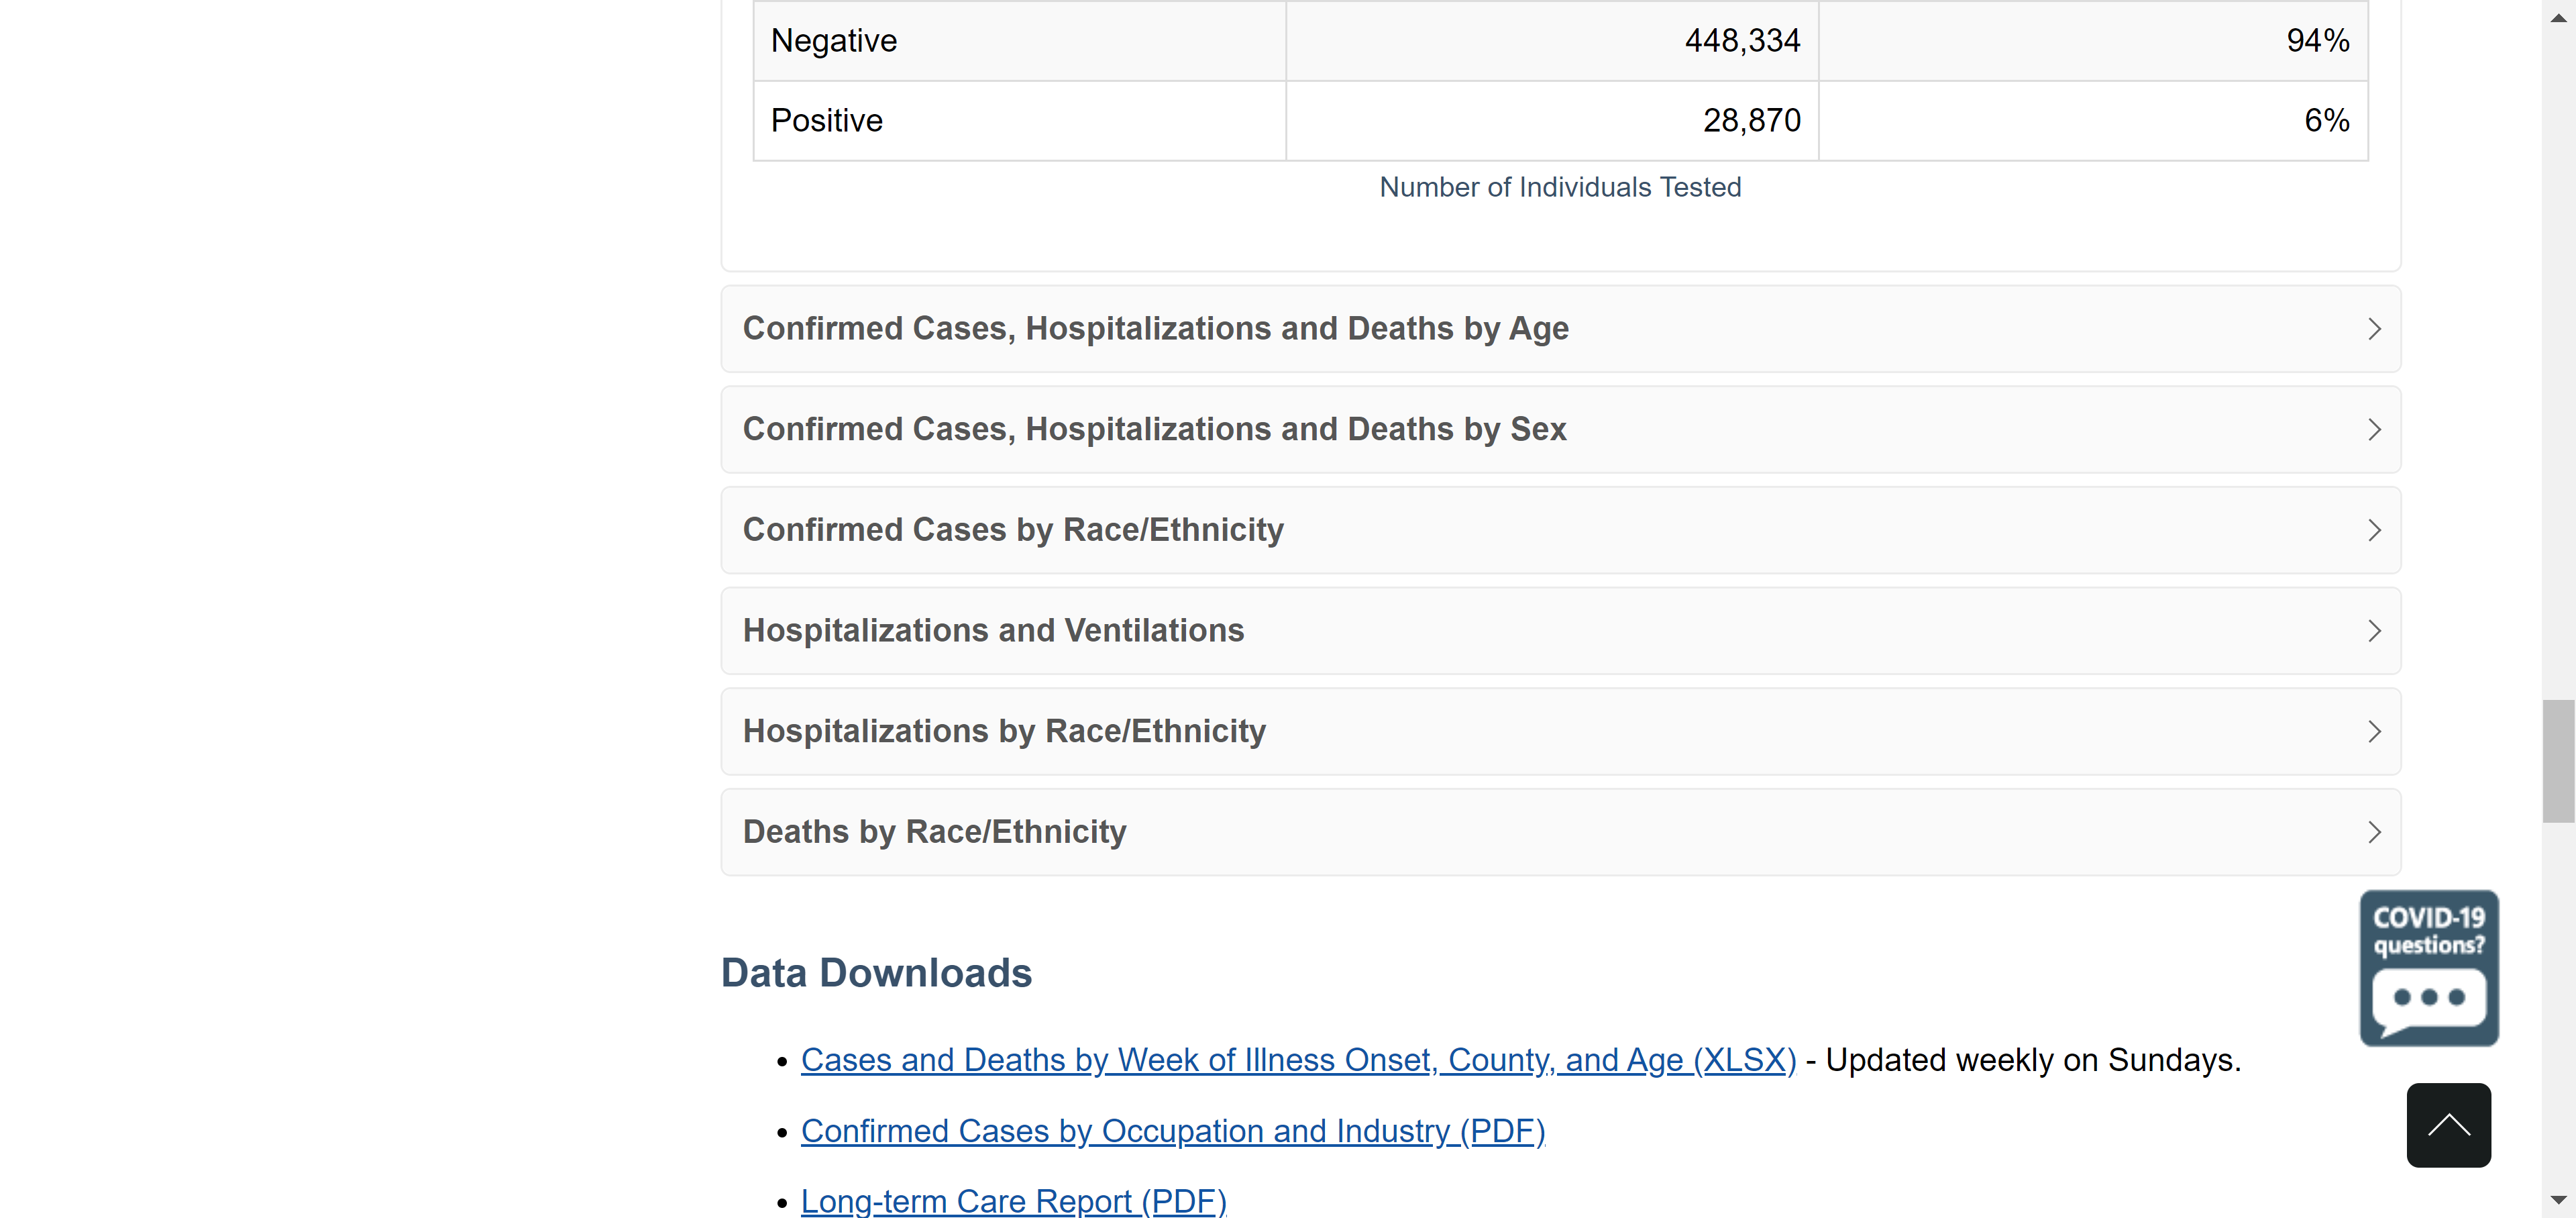 Negative 448,334 94%
Positive 28,870 6%
Number of Individuals Tested
Confirmed Cases, Hospitalizations and Deaths by Age
Confirmed Cases, Hospitalizations and Deaths by Sex
Confirmed Cases by Race/Ethnicity
Hospitalizations and Ventilations
Hospitalizations by Race/Ethnicity
Deaths by Race/Ethnicity
COVID-19
questions?
Data Downloads
Cases and Deaths by Week of Illness Onset, County, and Age (XLSX) - Updated weekly on Sundays.
Confirmed Cases by Occupation and Industry (PDF)
Long-term Care Report (PDF)